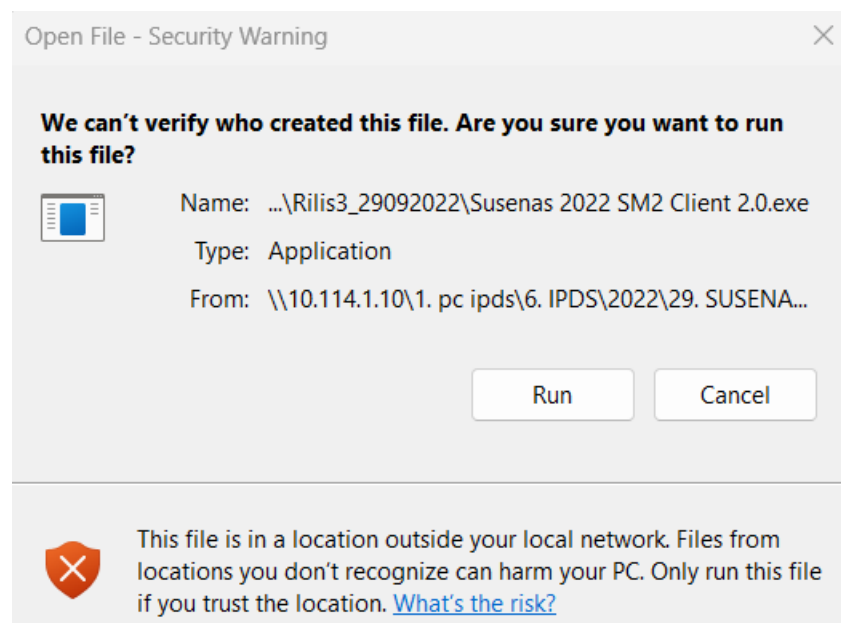 Open File - Security Warning
We can't verify who created this file. Are you sure you want to run
this file?
Name: ...\Rilis3_29092022\Susenas 2022 SM2 Client 2.0.exe
Type: Application
From: \\10.114.1.10\1. pc ipds\6. IPDS\2022\29. SUSENA...
Run Cancel
This file is in a location outside your local network. Files from
locations you don't recognize can harm your PC. Only run this file
if you trust the location. What's the risk?